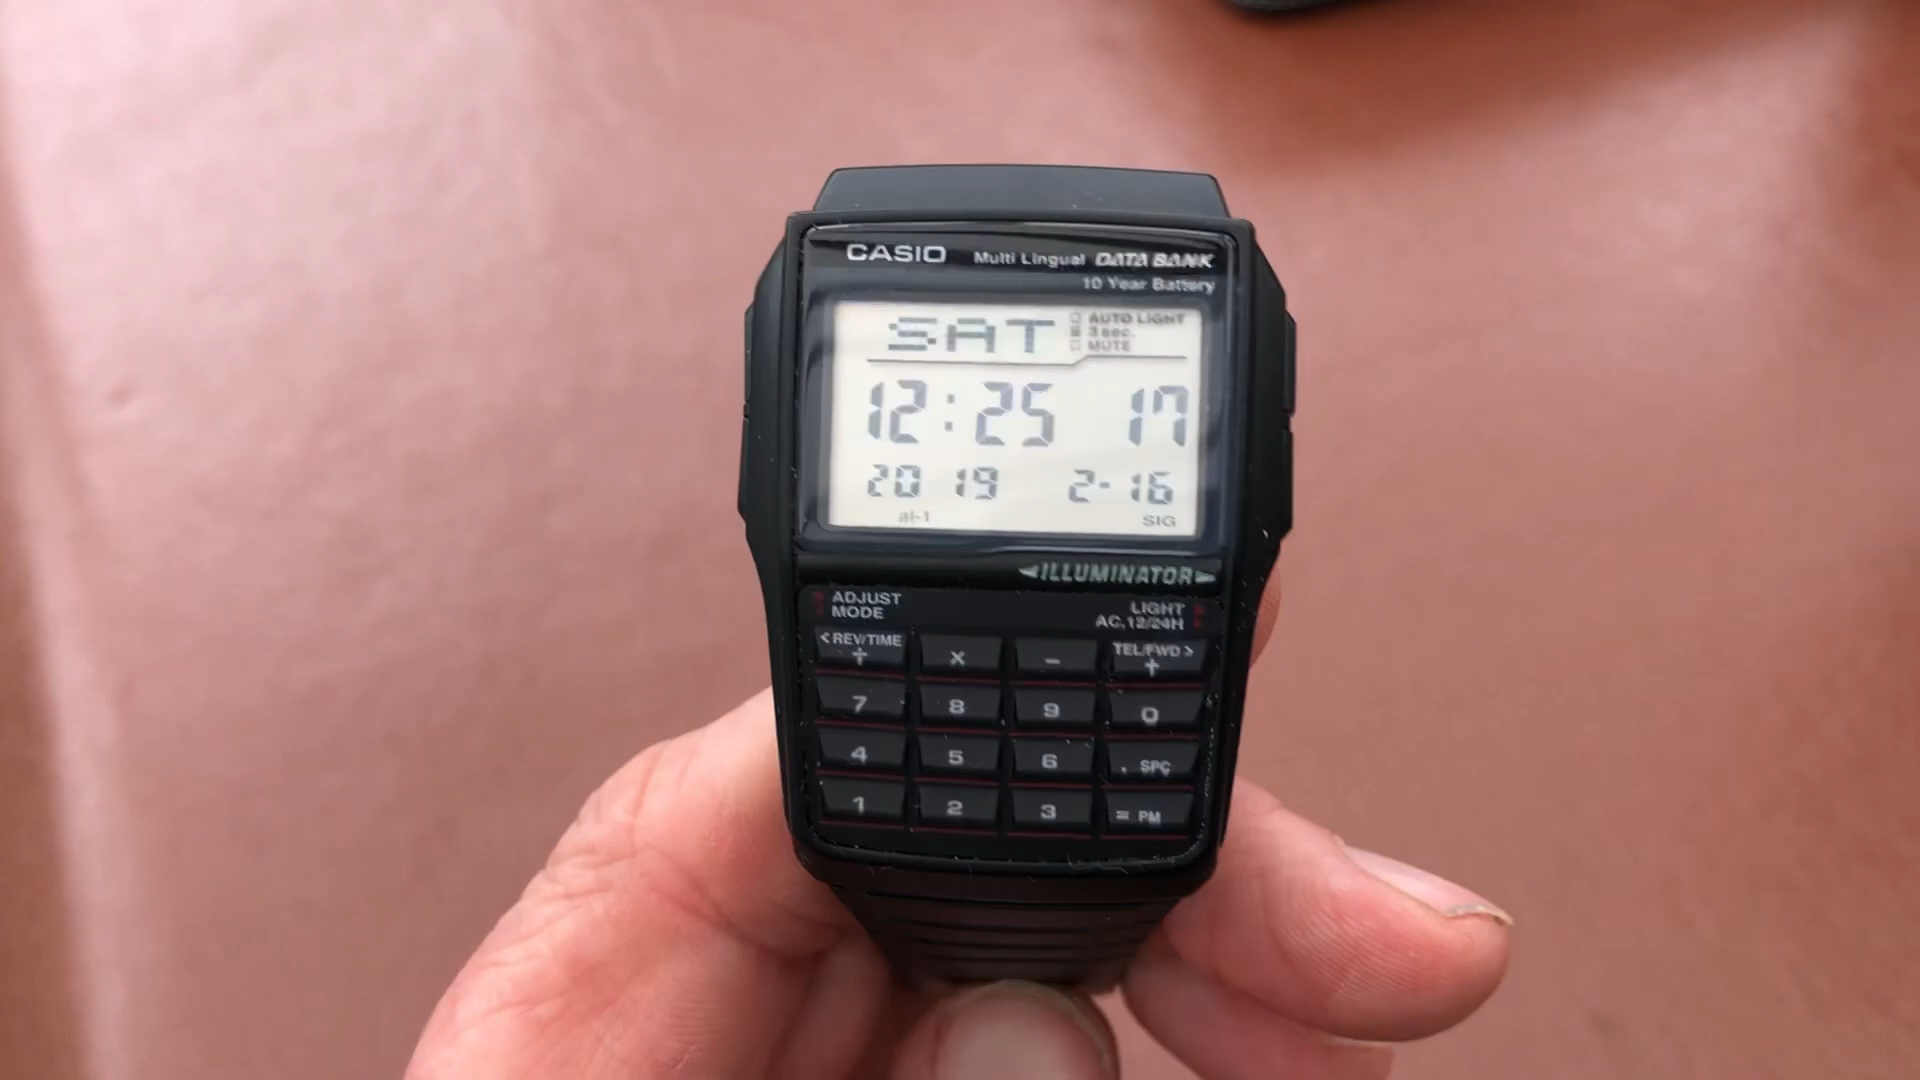 CASIO Multi Lingual DATA BANK
10 Year Battery
SAT
AUTO LIGHT
3 sec.
MUTE
12:25 17
20 19 2-16
al-1 SIG
ILLUMINATOR
ADJUST
MODE
LIGHT
AC, 12/24H
< REV/TIME TEL/FWD >
÷ × − +
7 8 9 0
4 5 6 . SPC
1 2 3 = PM